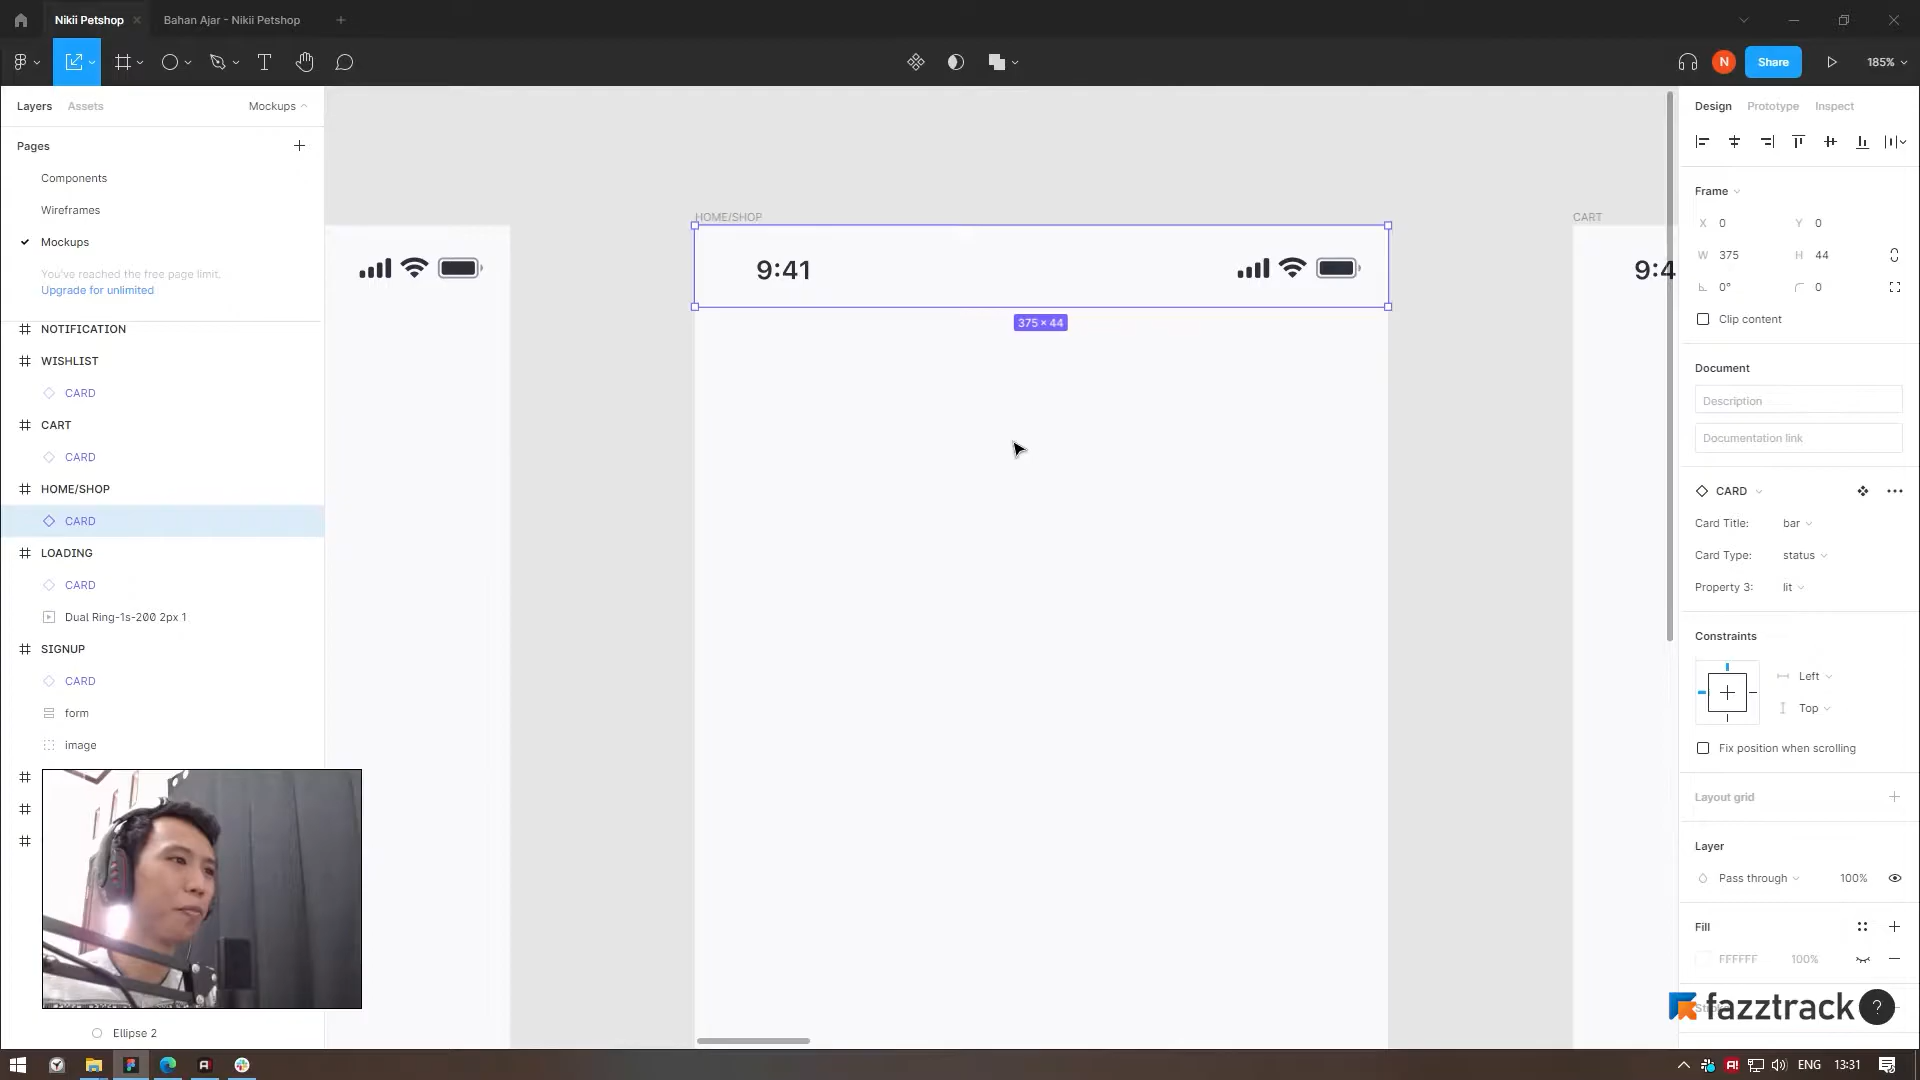 Nikii Petshop
Bahan Ajar - Nikii Petshop
N
Share
185%
Layers
Assets
Mockups
Pages
Components
Wireframes
Mockups
You've reached the free page limit.
Upgrade for unlimited
NOTIFICATION
WISHLIST
CARD
CART
CARD
HOME/SHOP
CARD
LOADING
CARD
Dual Ring-1s-200 2px 1
SIGNUP
CARD
form
image
Ellipse 2
HOME/SHOP
9:41
375 × 44
CART
9:4
Design
Prototype
Inspect
Frame
X 0
Y 0
W 375
H 44
0°
0
Clip content
Document
Description
Documentation link
CARD
Card Title: bar
Card Type: status
Property 3: lit
Constraints
Left
Top
Fix position when scrolling
Layout grid
Layer
Pass through
100%
Fill
FFFFFF
100%
fazztrack
?
ENG
13:31